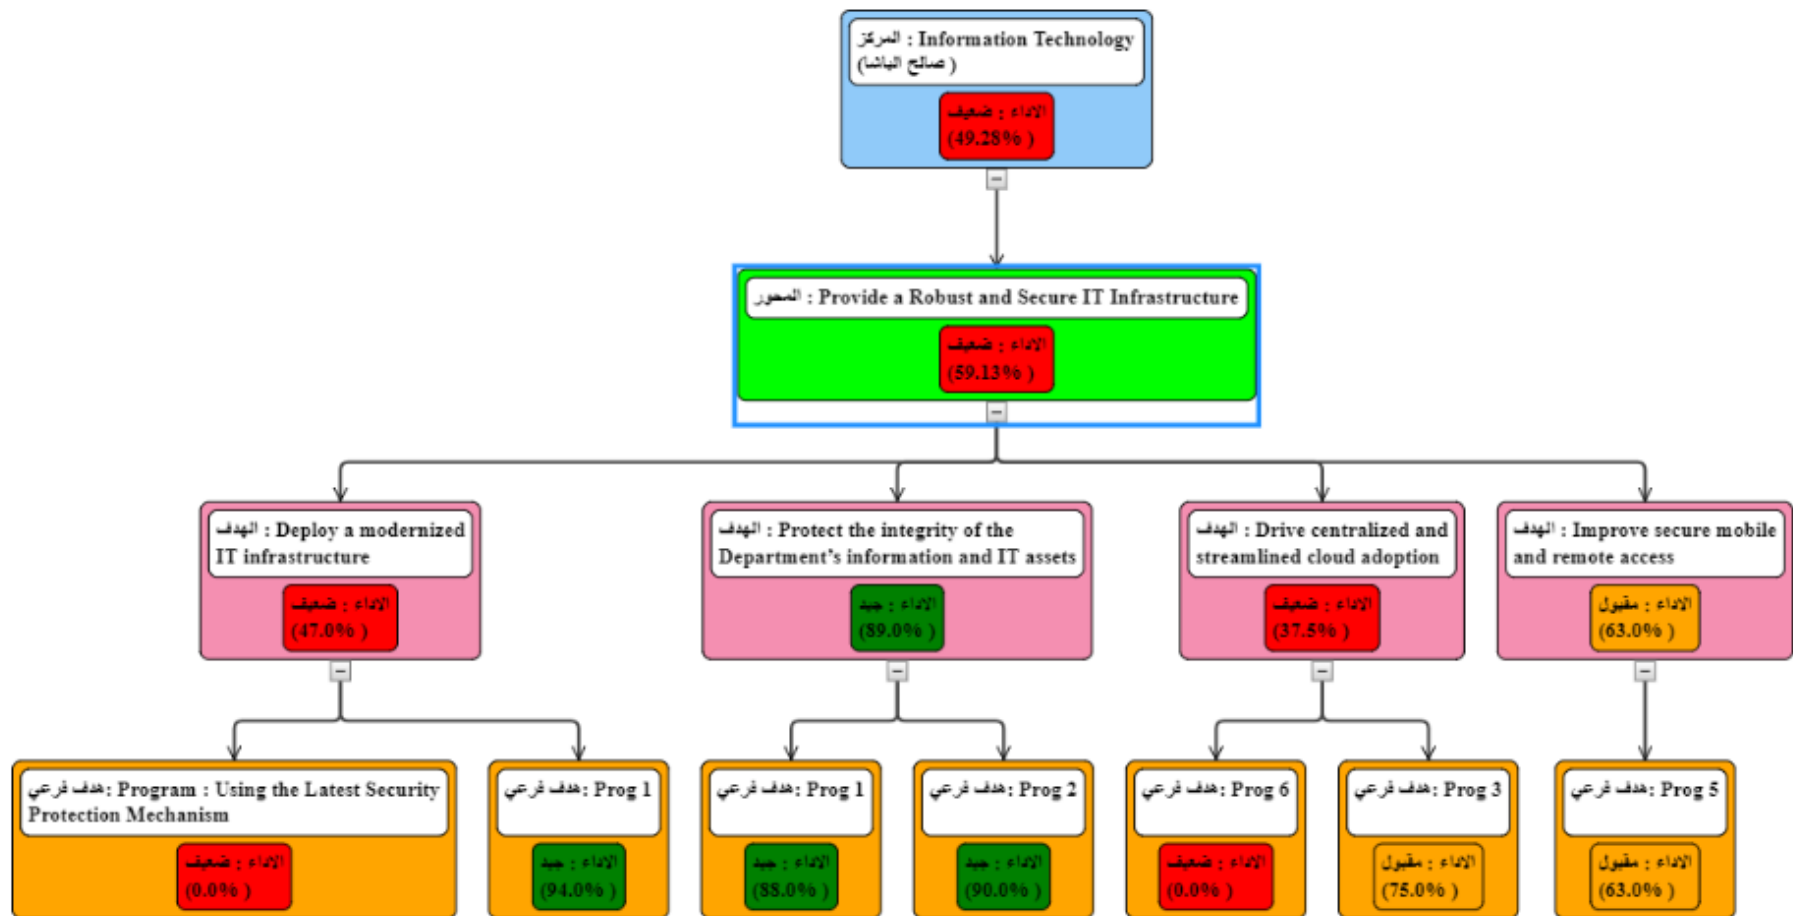 المركز : Information Technology
(صالح الباشا )
الاداء : ضعيف
(49.28% )
المحور : Provide a Robust and Secure IT Infrastructure
الاداء : ضعيف
(59.13% )
الهدف : Deploy a modernized
IT infrastructure
الاداء : ضعيف
(47.0% )
الهدف : Protect the integrity of the
Department’s information and IT assets
الاداء : جيد
(89.0% )
الهدف : Drive centralized and
streamlined cloud adoption
الاداء : ضعيف
(37.5% )
الهدف : Improve secure mobile
and remote access
الاداء : مقبول
(63.0% )
هدف فرعي: Program : Using the Latest Security
Protection Mechanism
الاداء : ضعيف
(0.0% )
هدف فرعي: Prog 1
الاداء : جيد
(94.0% )
هدف فرعي: Prog 1
الاداء : جيد
(88.0% )
هدف فرعي: Prog 2
الاداء : جيد
(90.0% )
هدف فرعي: Prog 6
الاداء : ضعيف
(0.0% )
هدف فرعي: Prog 3
الاداء : مقبول
(75.0% )
هدف فرعي: Prog 5
الاداء : مقبول
(63.0% )